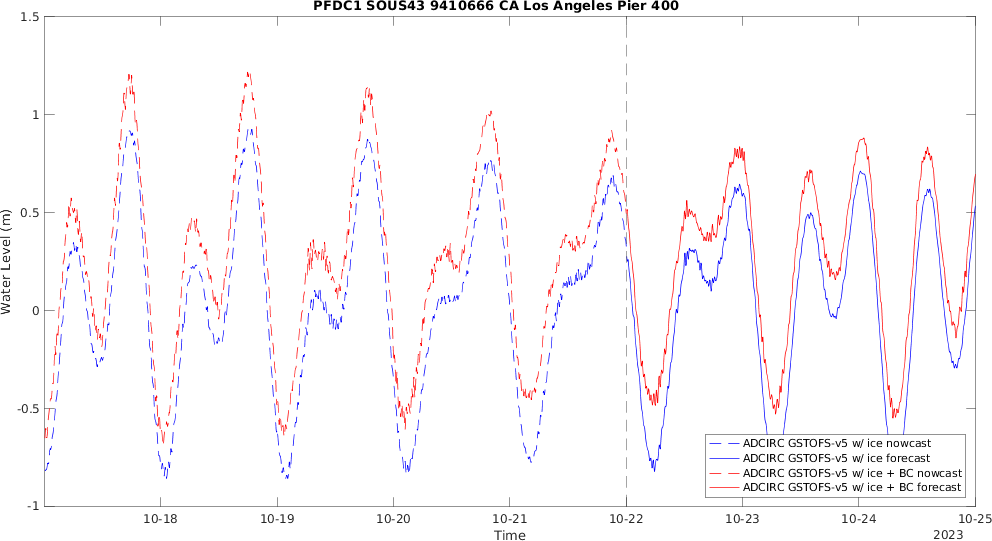 PFDC1 SOUS43 9410666 CA Los Angeles Pier 400
1.5
1
0.5
0
-0.5
-1
Water Level (m)
10-18
10-19
10-20
10-21
10-22
10-23
10-24
10-25
Time
2023
ADCIRC GSTOFS-v5 w/ ice nowcast
ADCIRC GSTOFS-v5 w/ ice forecast
ADCIRC GSTOFS-v5 w/ ice + BC nowcast
ADCIRC GSTOFS-v5 w/ ice + BC forecast